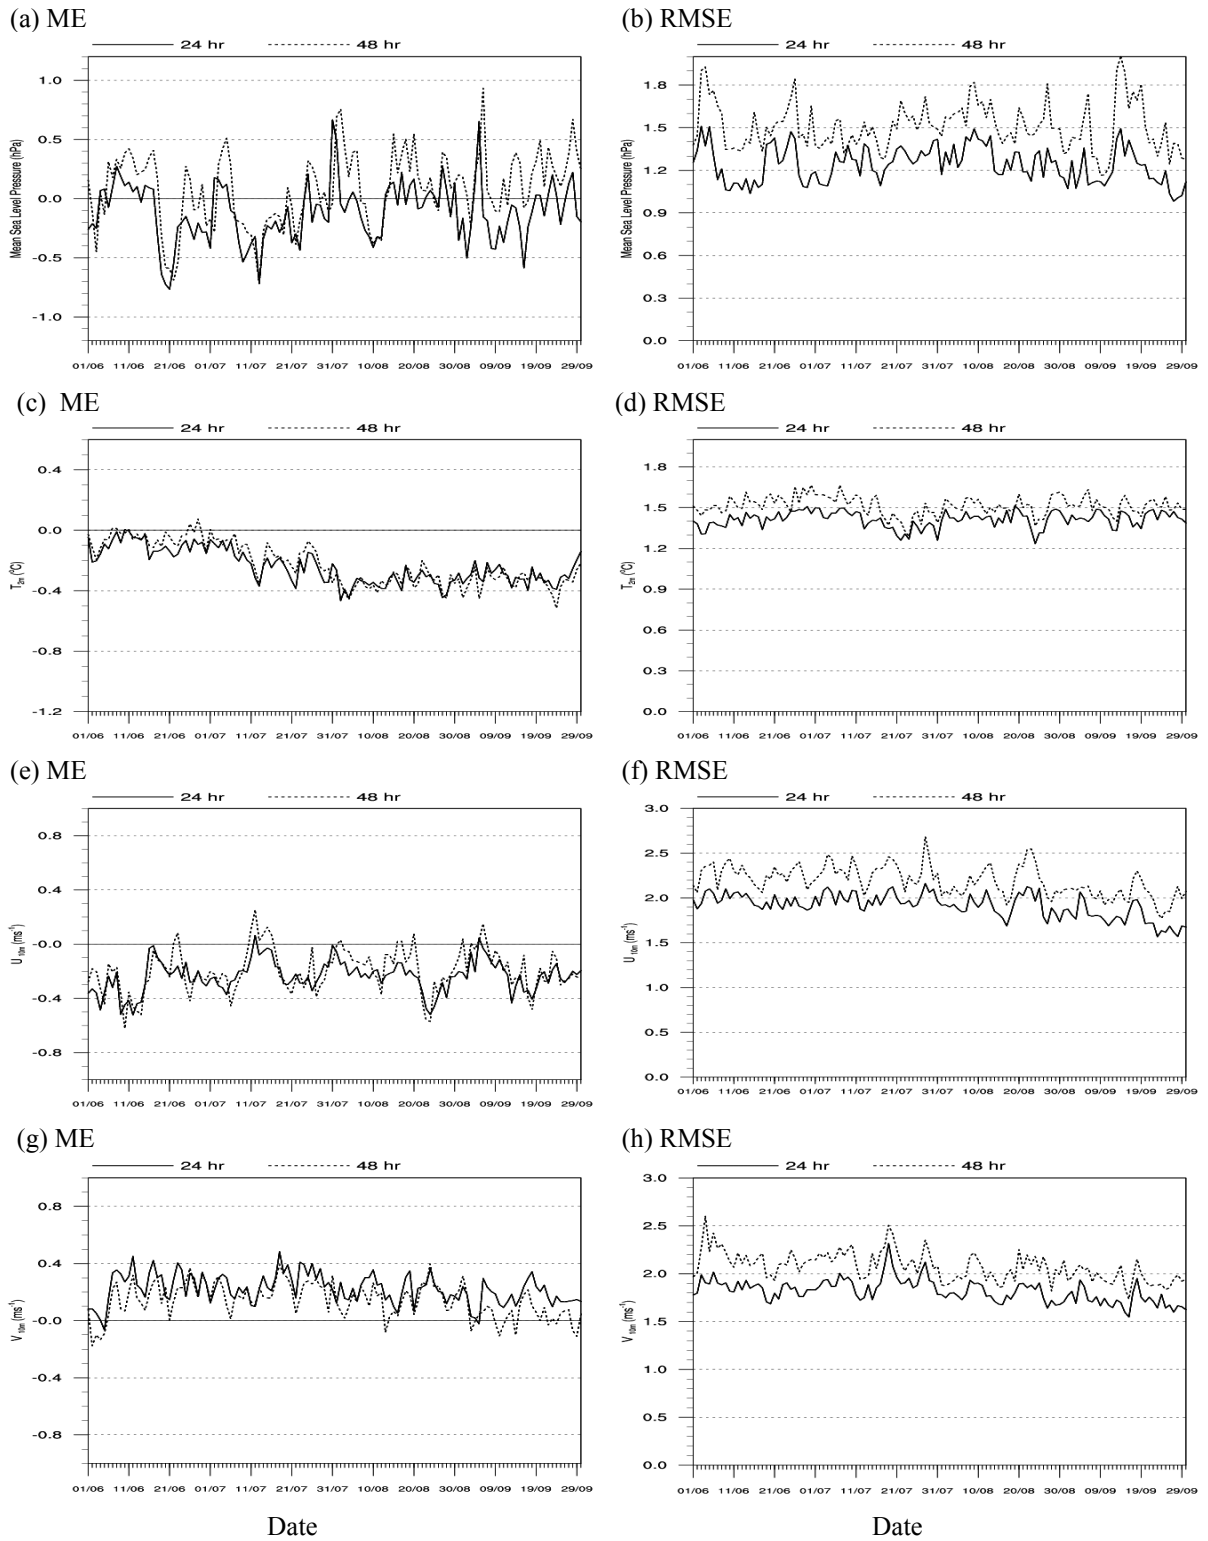 (a) ME
24 hr 48 hr
Mean Sea Level Pressure (hPa)
1.0
0.5
0.0
-0.5
-1.0
01/06 11/06 21/06 01/07 11/07 21/07 31/07 10/08 20/08 30/08 09/09 19/09 29/09
(b) RMSE
24 hr 48 hr
Mean Sea Level Pressure (hPa)
1.8
1.5
1.2
0.9
0.6
0.3
0.0
01/06 11/06 21/06 01/07 11/07 21/07 31/07 10/08 20/08 30/08 09/09 19/09 29/09
(c) ME
24 hr 48 hr
T2m (⁰C)
0.4
0.0
-0.4
-0.8
-1.2
01/06 11/06 21/06 01/07 11/07 21/07 31/07 10/08 20/08 30/08 09/09 19/09 29/09
(d) RMSE
24 hr 48 hr
T2m (⁰C)
1.8
1.5
1.2
0.9
0.6
0.3
0.0
01/06 11/06 21/06 01/07 11/07 21/07 31/07 10/08 20/08 30/08 09/09 19/09 29/09
(e) ME
24 hr 48 hr
U10m (ms-1)
0.8
0.4
-0.0
-0.4
-0.8
01/06 11/06 21/06 01/07 11/07 21/07 31/07 10/08 20/08 30/08 09/09 19/09 29/09
(f) RMSE
24 hr 48 hr
U10m (ms-1)
3.0
2.5
2.0
1.5
1.0
0.5
0.0
01/06 11/06 21/06 01/07 11/07 21/07 31/07 10/08 20/08 30/08 09/09 19/09 29/09
(g) ME
24 hr 48 hr
V10m (ms-1)
0.8
0.4
-0.0
-0.4
-0.8
01/06 11/06 21/06 01/07 11/07 21/07 31/07 10/08 20/08 30/08 09/09 19/09 29/09
Date
(h) RMSE
24 hr 48 hr
V10m (ms-1)
3.0
2.5
2.0
1.5
1.0
0.5
0.0
01/06 11/06 21/06 01/07 11/07 21/07 31/07 10/08 20/08 30/08 09/09 19/09 29/09
Date